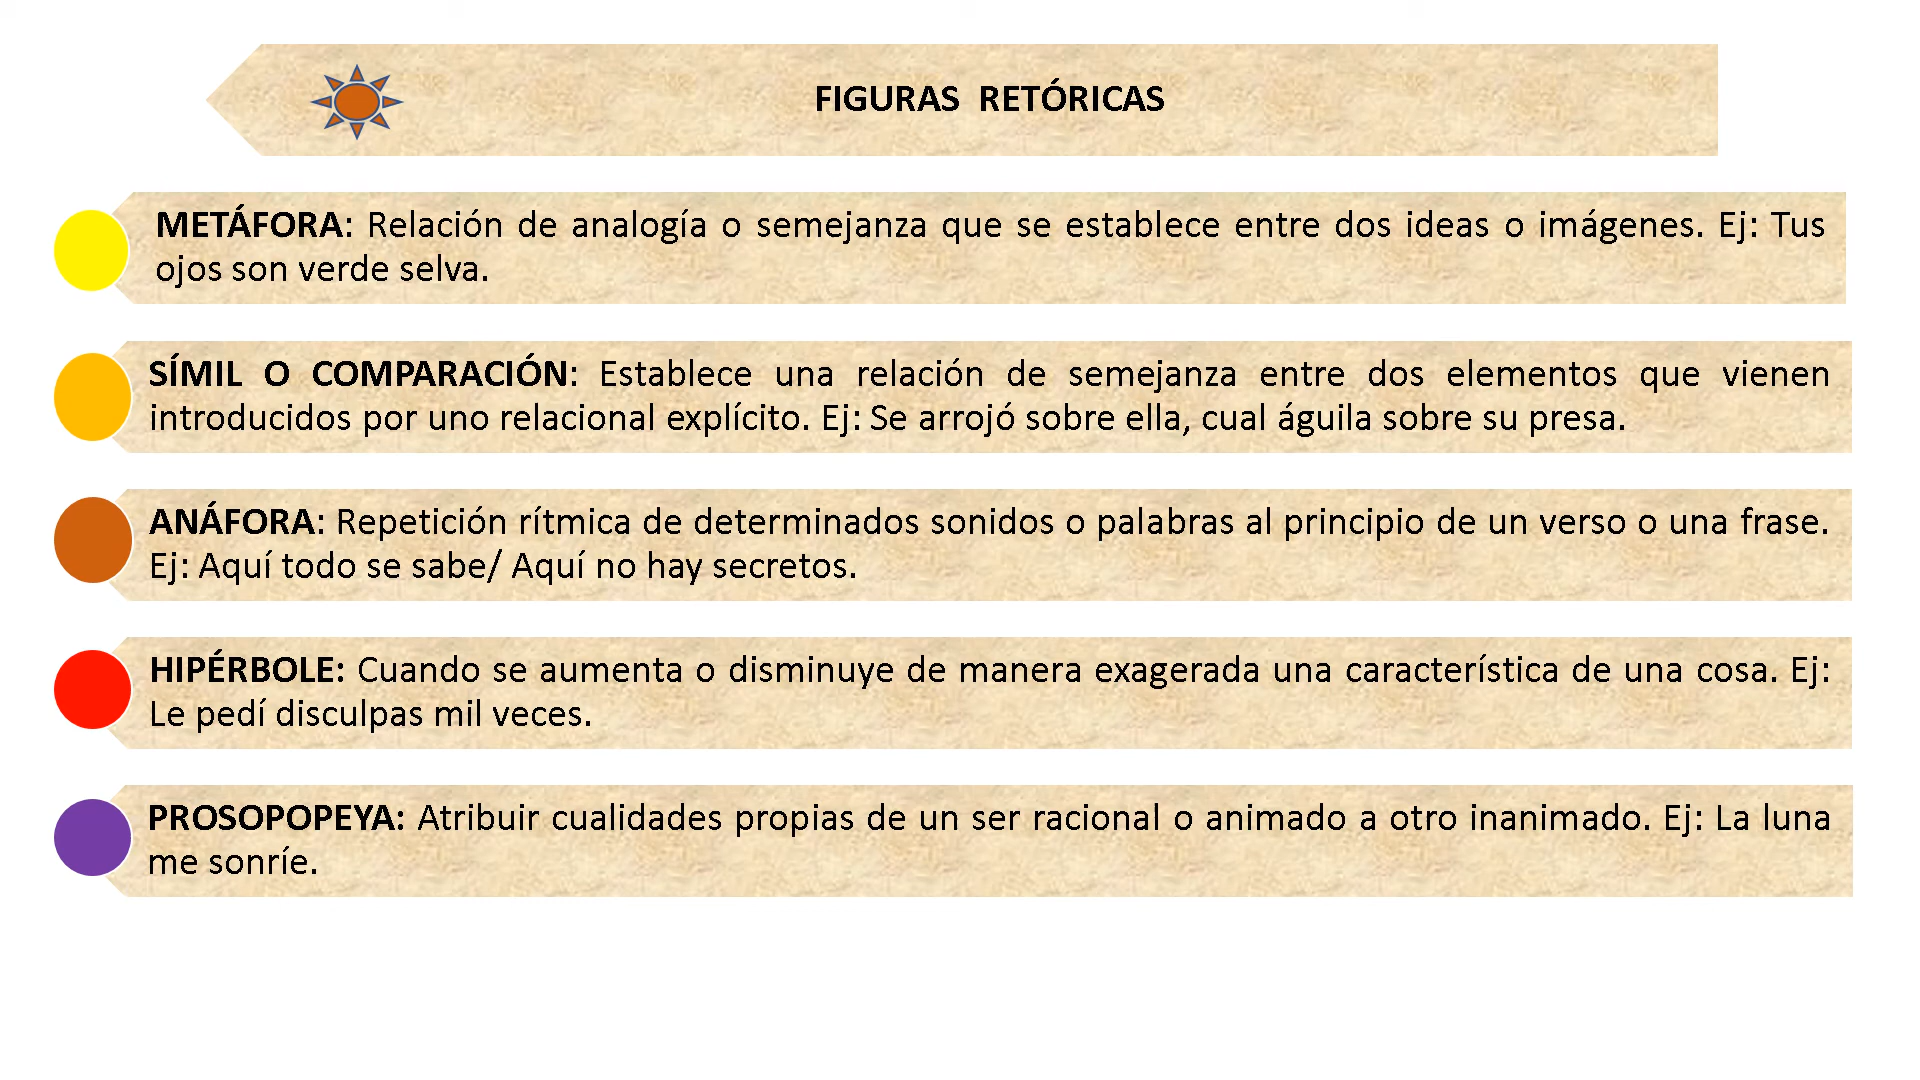 FIGURAS RETÓRICAS
METÁFORA: Relación de analogía o semejanza que se establece entre dos ideas o imágenes. Ej: Tus
ojos son verde selva.
SÍMIL O COMPARACIÓN: Establece una relación de semejanza entre dos elementos que vienen
introducidos por uno relacional explícito. Ej: Se arrojó sobre ella, cual águila sobre su presa.
ANÁFORA: Repetición rítmica de determinados sonidos o palabras al principio de un verso o una frase.
Ej: Aquí todo se sabe/ Aquí no hay secretos.
HIPÉRBOLE: Cuando se aumenta o disminuye de manera exagerada una característica de una cosa. Ej:
Le pedí disculpas mil veces.
PROSOPOPEYA: Atribuir cualidades propias de un ser racional o animado a otro inanimado. Ej: La luna
me sonríe.